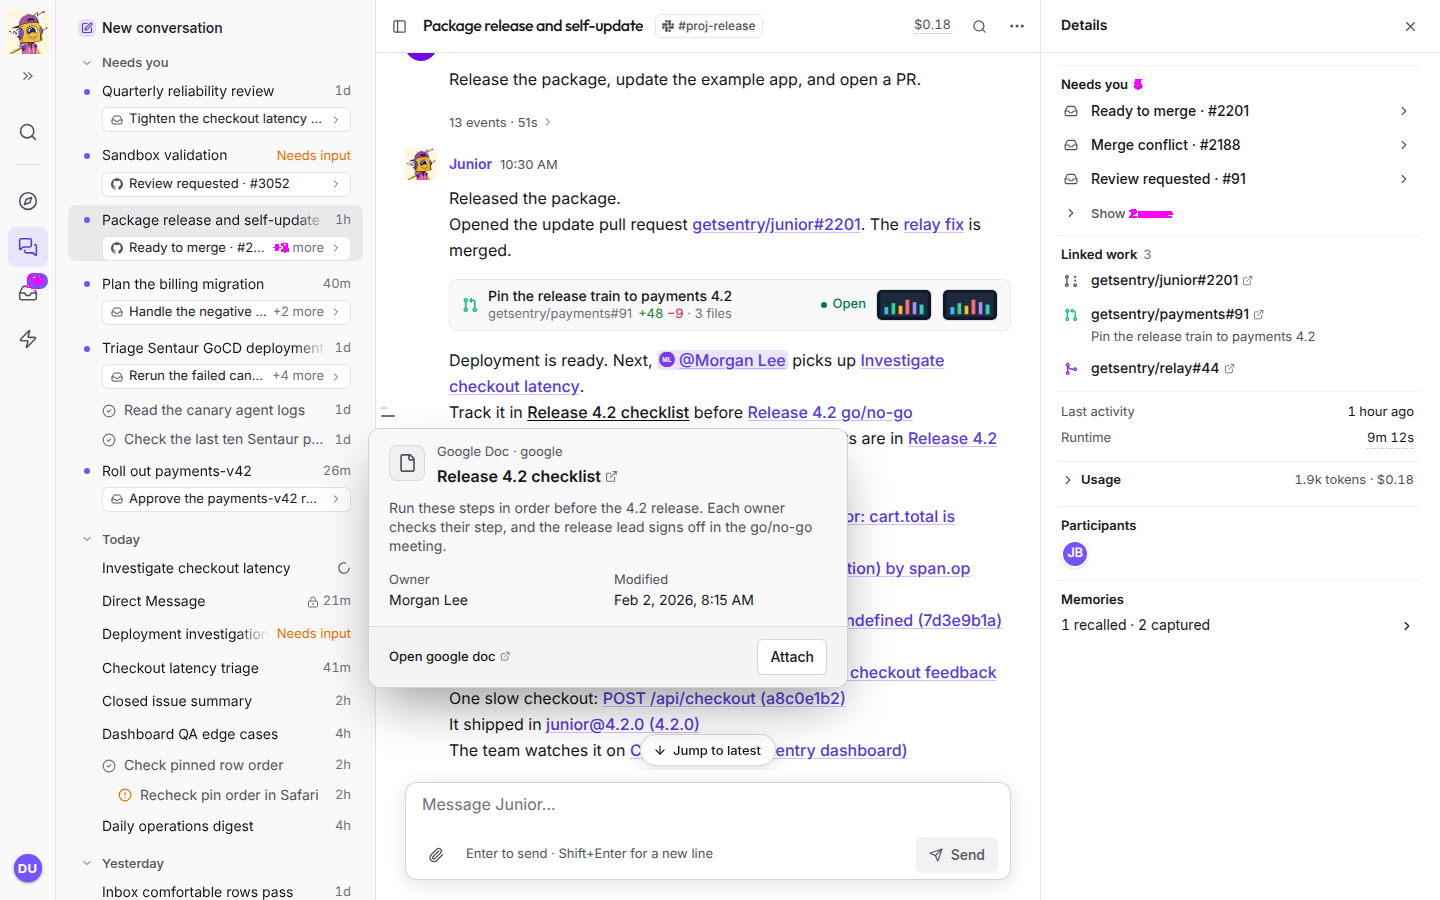 New conversation
Needs you
Quarterly reliability review 1d
Tighten the checkout latency ...
Sandbox validation Needs input
Review requested · #3052
Package release and self-update 1h
Ready to merge · #2... more
Plan the billing migration 40m
Handle the negative ... +2 more
Triage Sentaur GoCD deployment 1d
Rerun the failed can... +4 more
Read the canary agent logs 1d
Check the last ten Sentaur p... 1d
Roll out payments-v42 26m
Approve the payments-v42 r...
Today
Investigate checkout latency
Direct Message 21m
Deployment investigation Needs input
Checkout latency triage 41m
Closed issue summary 2h
Dashboard QA edge cases 4h
Check pinned row order 2h
Recheck pin order in Safari 2h
Daily operations digest 4h
Yesterday
Inbox comfortable rows pass 1d
DU
Package release and self-update #proj-release $0.18
Release the package, update the example app, and open a PR.
13 events · 51s
Junior 10:30 AM
Released the package.
Opened the update pull request getsentry/junior#2201. The relay fix is
merged.
Pin the release train to payments 4.2
getsentry/payments#91 +48 −9 · 3 files
Open
Deployment is ready. Next, ML @Morgan Lee picks up Investigate
checkout latency.
Track it in Release 4.2 checklist before Release 4.2 go/no-go
ts are in Release 4.2
or: cart.total is
tion) by span.op
ndefined (7d3e9b1a)
checkout feedback
One slow checkout: POST /api/checkout (a8c0e1b2)
It shipped in junior@4.2.0 (4.2.0)
The team watches it on C entry dashboard)
Jump to latest
Google Doc · google
Release 4.2 checklist
Run these steps in order before the 4.2 release. Each owner
checks their step, and the release lead signs off in the go/no-go
meeting.
Owner Modified
Morgan Lee Feb 2, 2026, 8:15 AM
Open google doc Attach
Message Junior...
Enter to send · Shift+Enter for a new line
Send
Details
Needs you
Ready to merge · #2201
Merge conflict · #2188
Review requested · #91
Show
Linked work 3
getsentry/junior#2201
getsentry/payments#91
Pin the release train to payments 4.2
getsentry/relay#44
Last activity 1 hour ago
Runtime 9m 12s
Usage 1.9k tokens · $0.18
Participants
JB
Memories
1 recalled · 2 captured